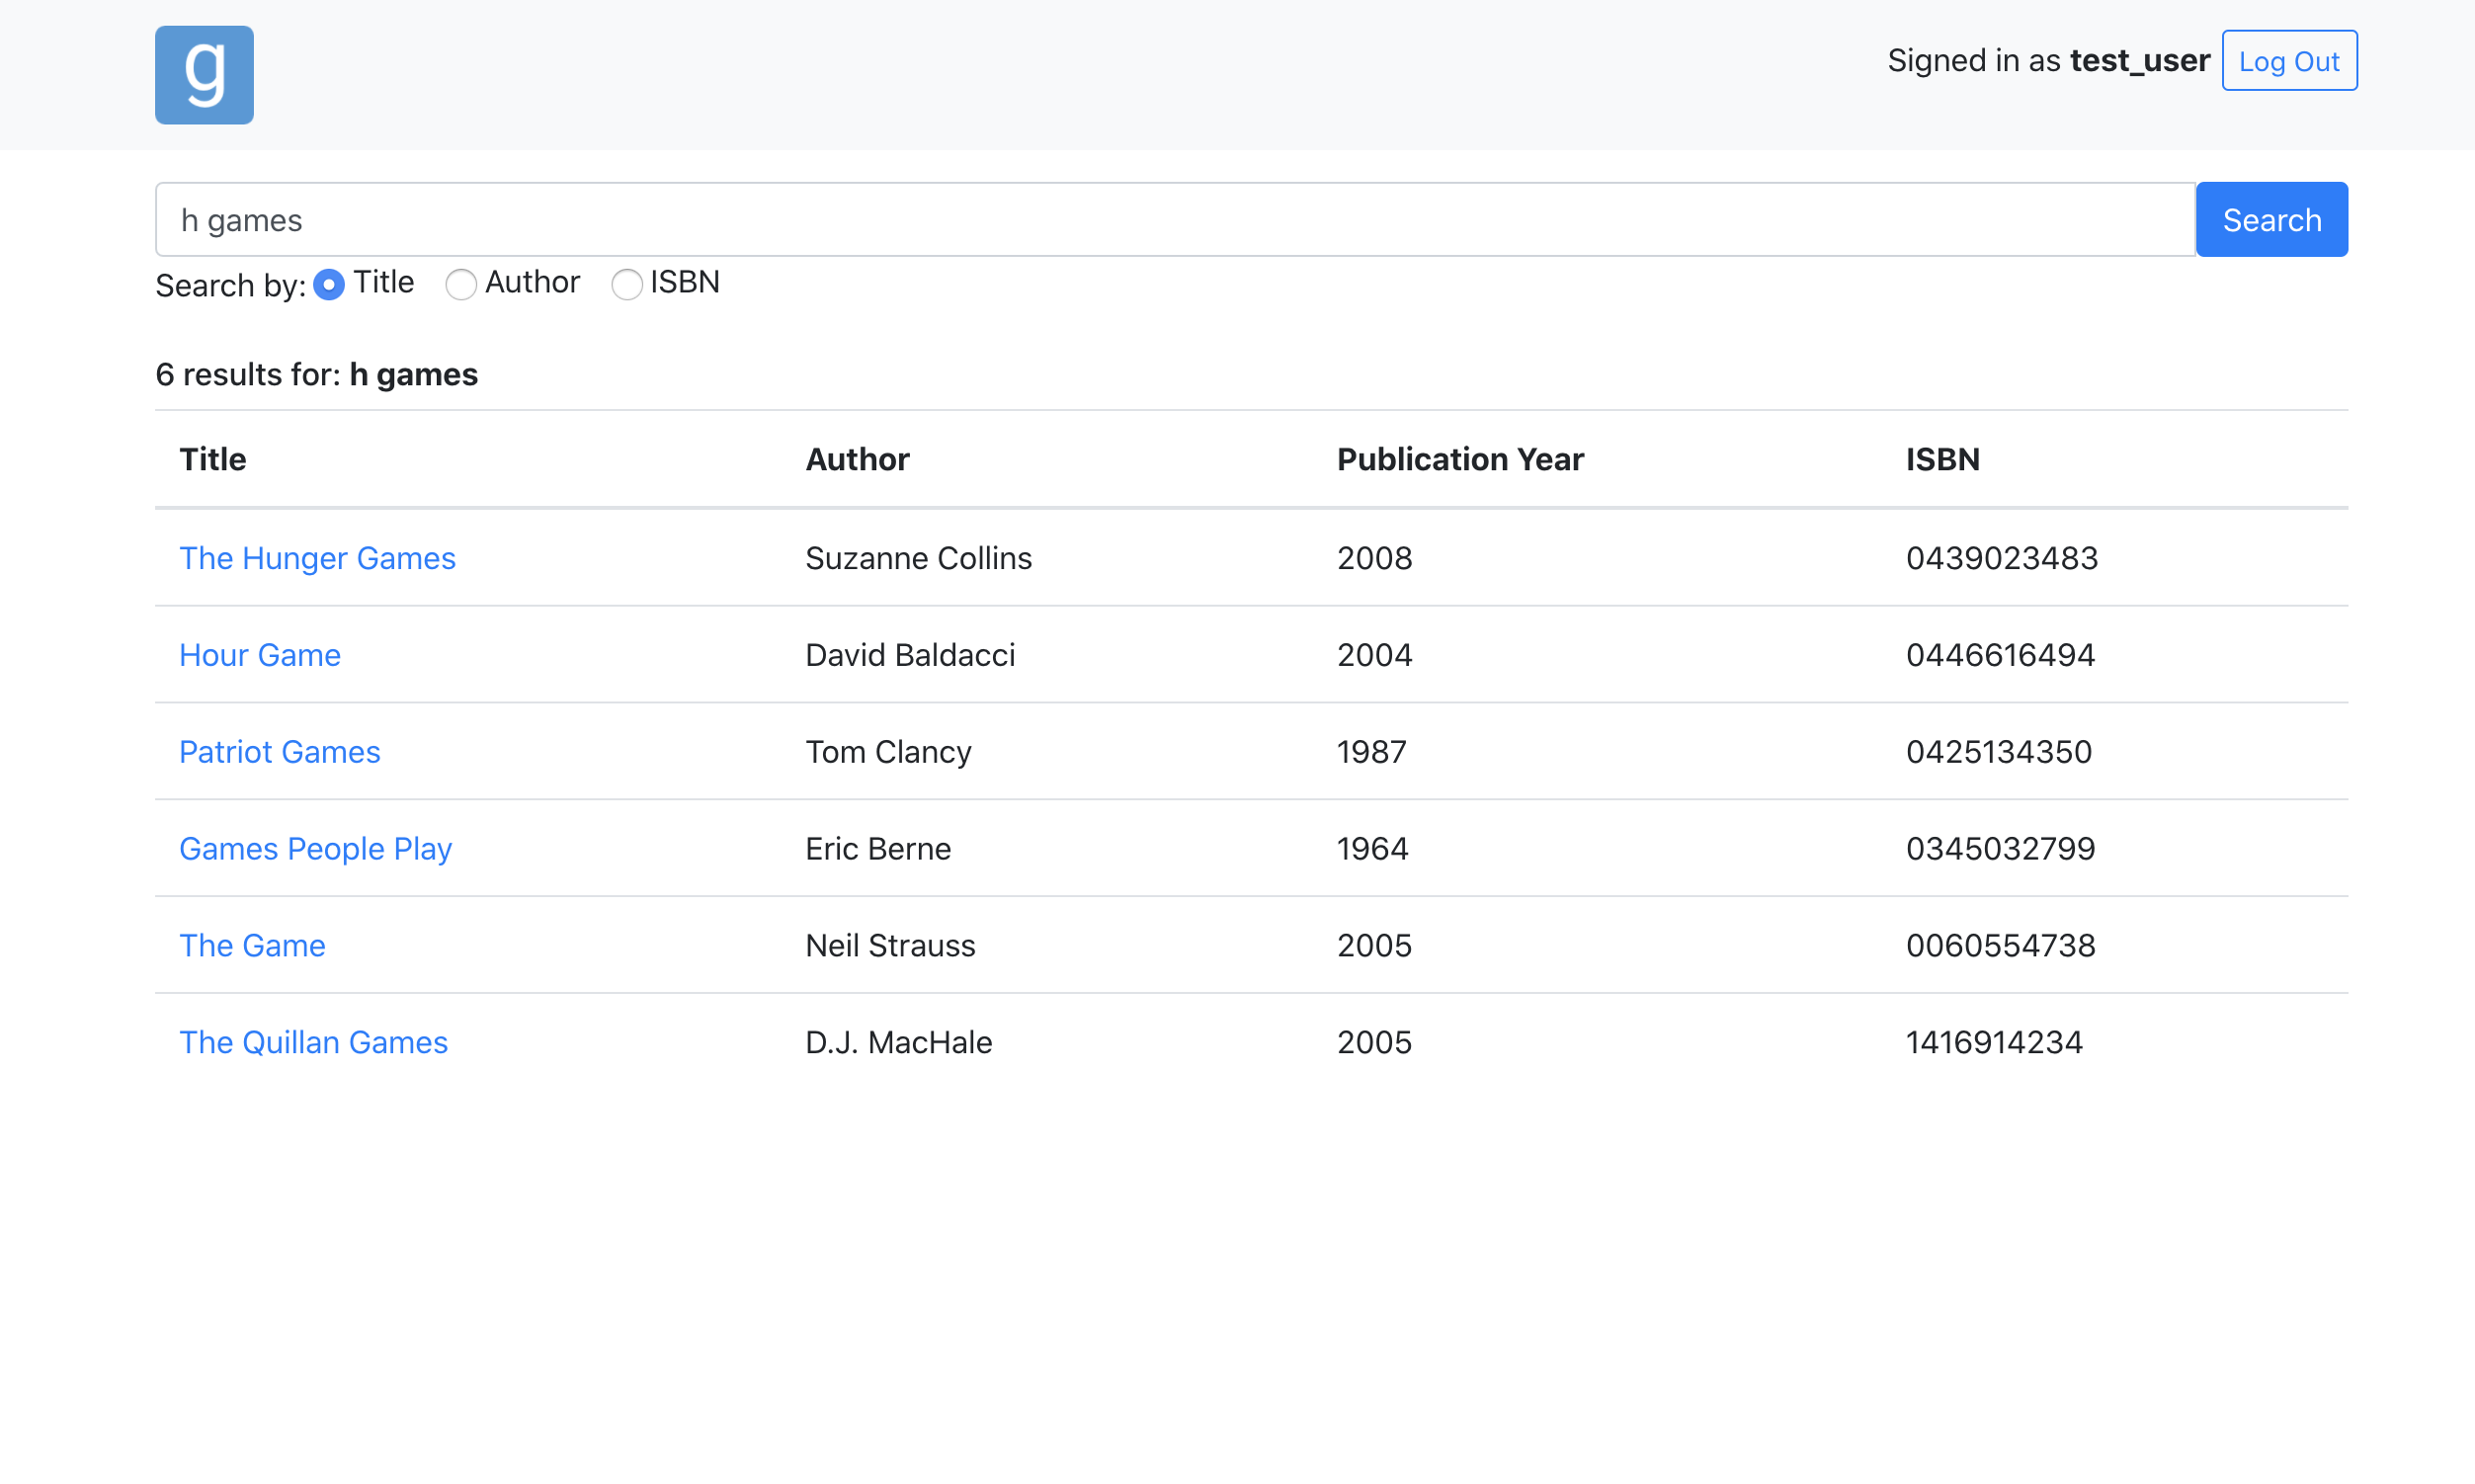 g
Signed in as test_user Log Out
h games Search
Search by: Title Author ISBN
6 results for: h games
Title Author Publication Year ISBN
The Hunger Games Suzanne Collins 2008 0439023483
Hour Game David Baldacci 2004 0446616494
Patriot Games Tom Clancy 1987 0425134350
Games People Play Eric Berne 1964 0345032799
The Game Neil Strauss 2005 0060554738
The Quillan Games D.J. MacHale 2005 1416914234